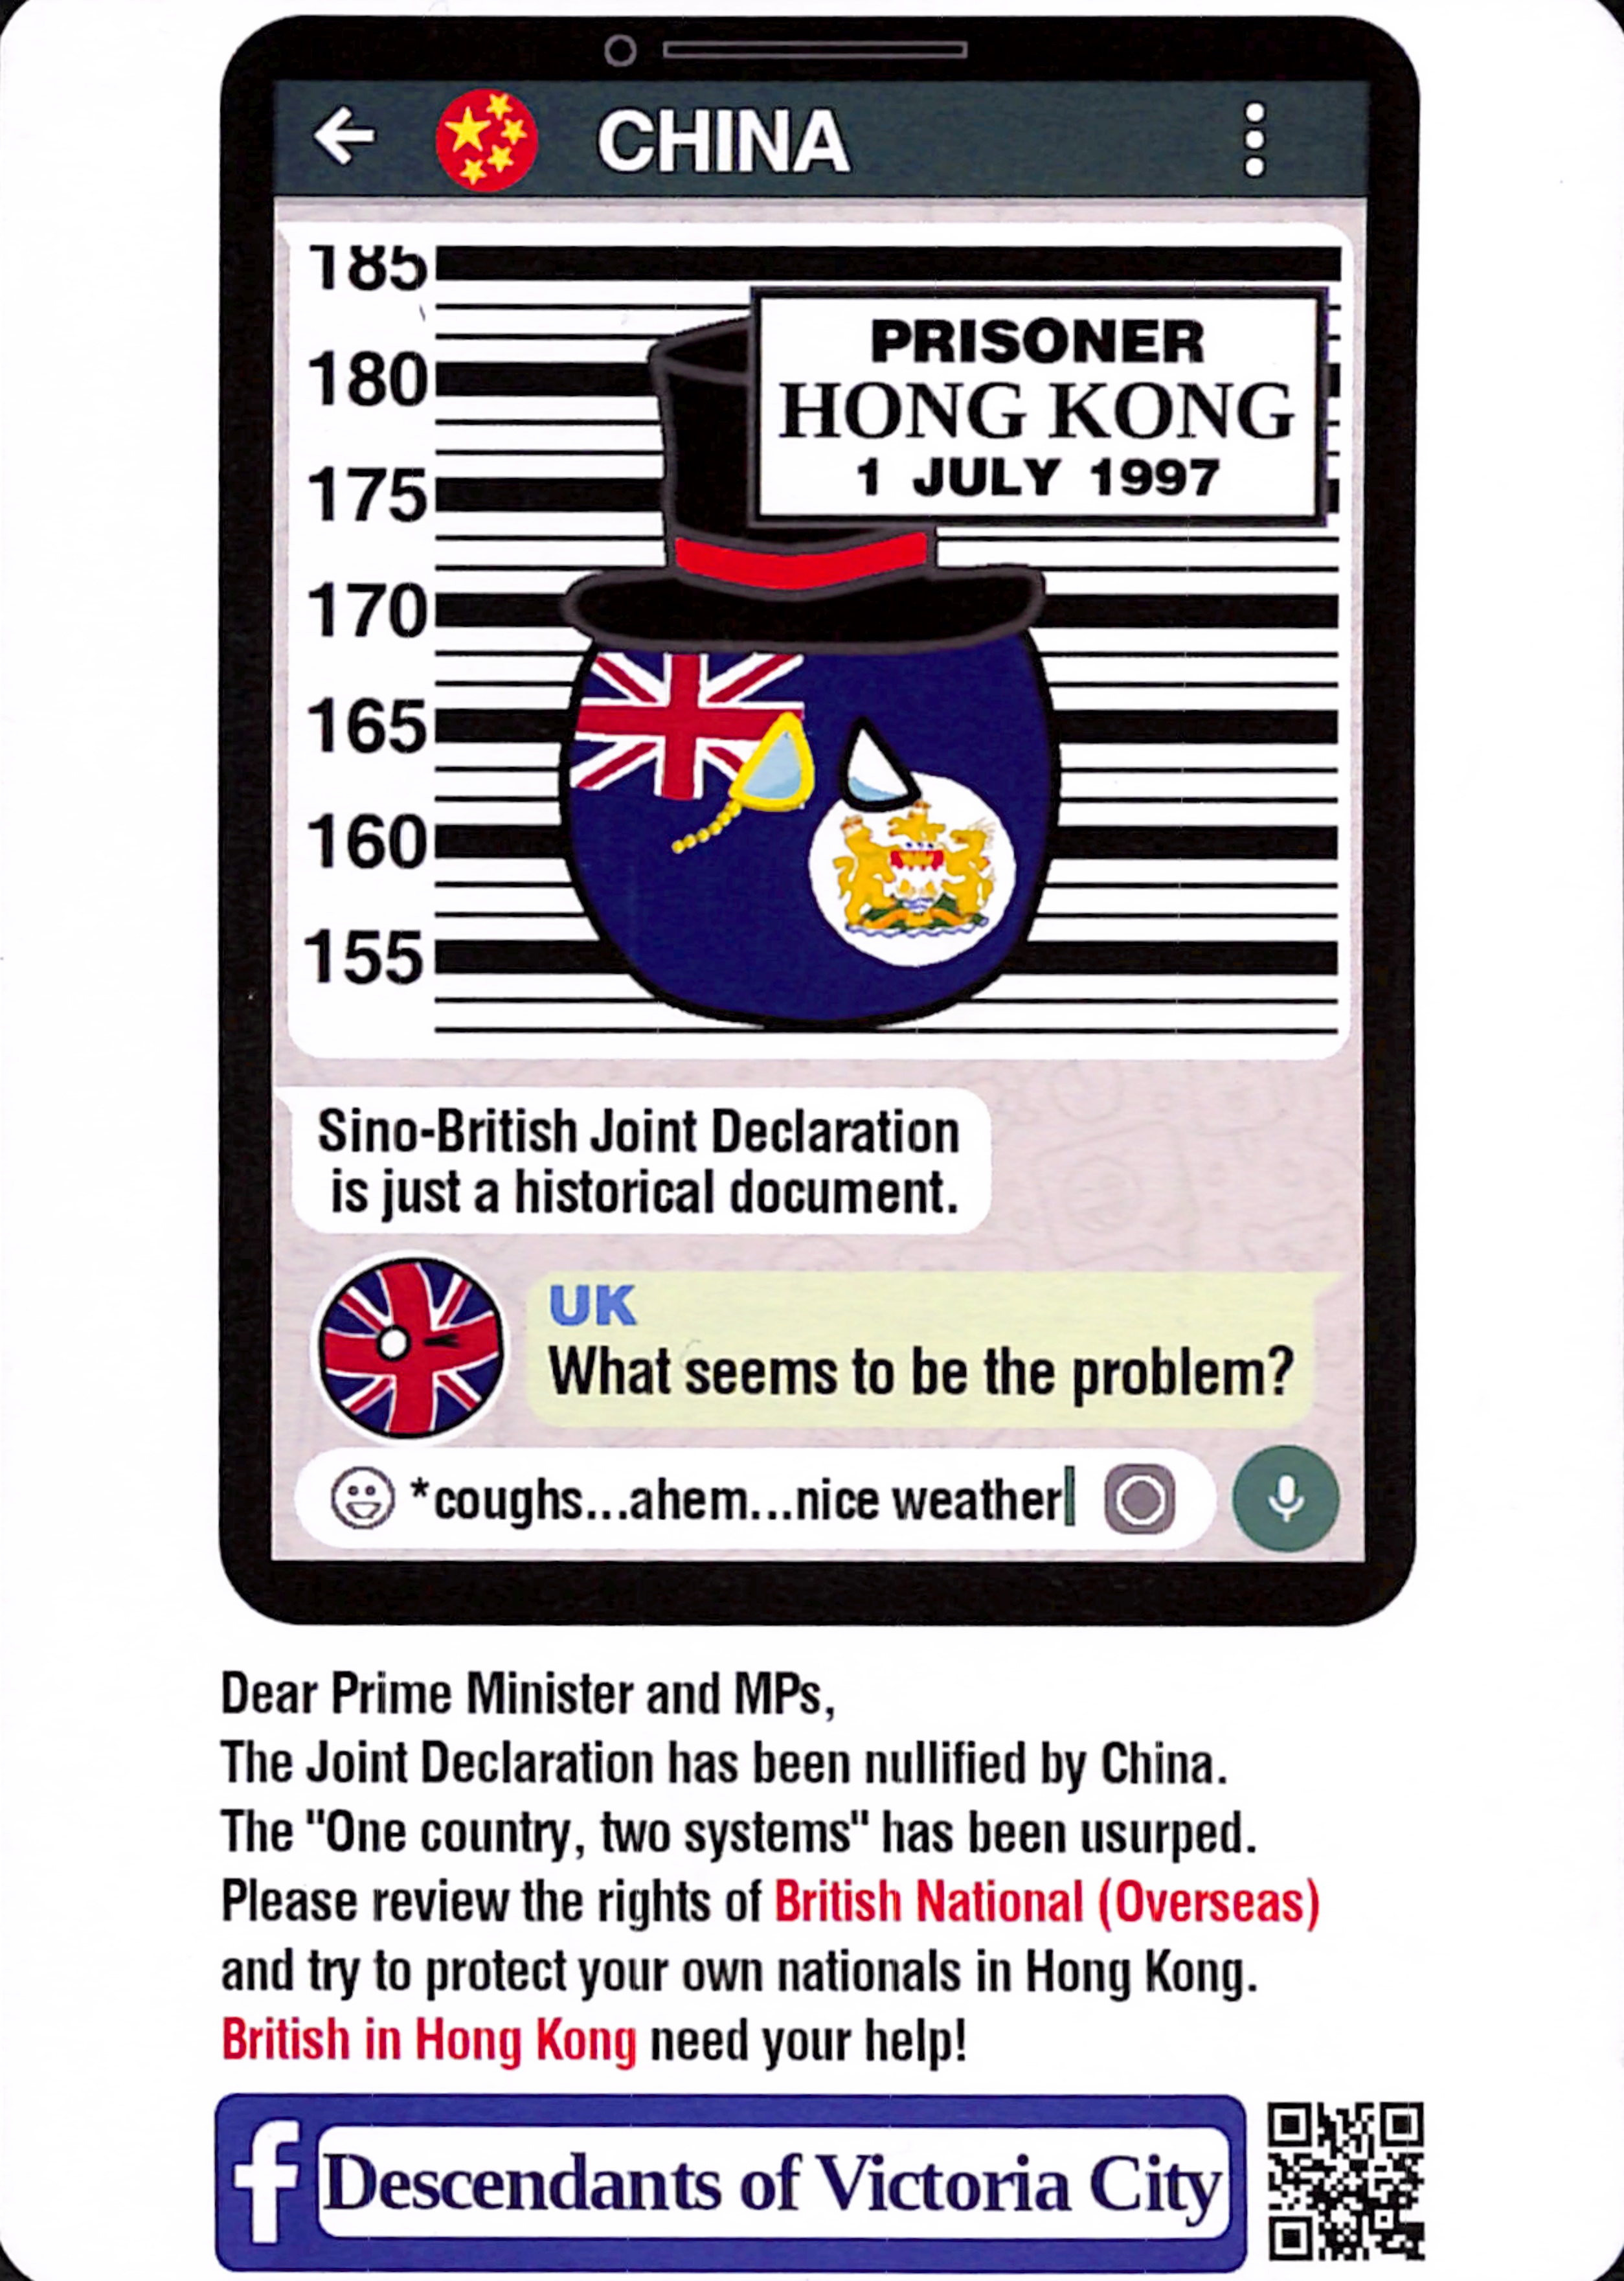 CHINA
185
180
175
170
165
160
155
PRISONER
HONG KONG
1 JULY 1997
Sino-British Joint Declaration
is just a historical document.
UK
What seems to be the problem?
*coughs...ahem...nice weather
Dear Prime Minister and MPs,
The Joint Declaration has been nullified by China.
The "One country, two systems" has been usurped.
Please review the rights of British National (Overseas)
and try to protect your own nationals in Hong Kong.
British in Hong Kong need your help!
f Descendants of Victoria City